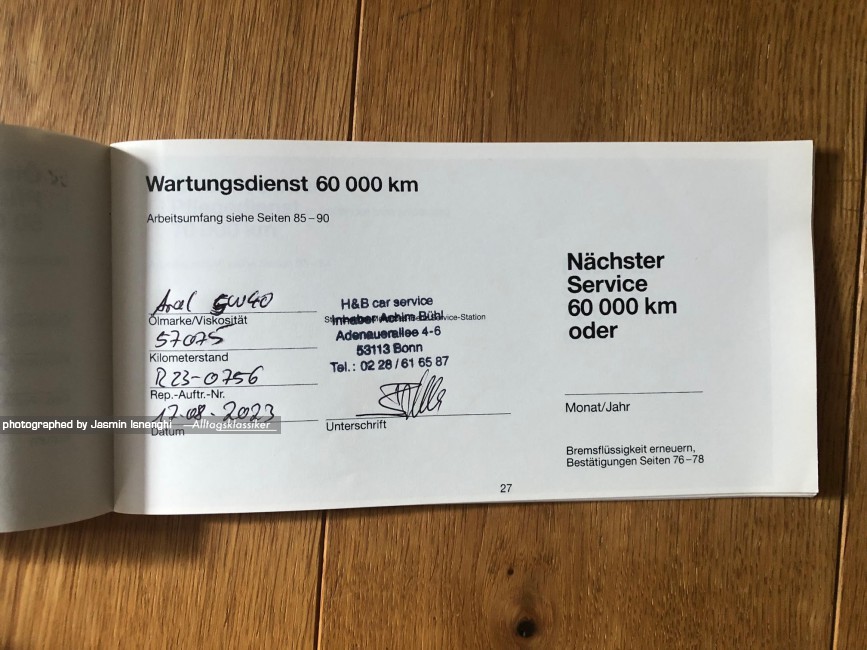 Wartungsdienst 60 000 km
Arbeitsumfang siehe Seiten 85–90
Aral 5W40
Ölmarke/Viskosität
57075
Kilometerstand
R23-0756
Rep.-Auftr.-Nr.
17.08.2023
Datum
H&B car service
Inhaber Achim Bühl
Service-Station
Adenauerallee 4-6
53113 Bonn
Tel.: 02 28 / 61 65 87
Unterschrift
Nächster
Service
60 000 km
oder
Monat/Jahr
Bremsflüssigkeit erneuern,
Bestätigungen Seiten 76–78
27
photographed by Jasmin Isnenghi — Alltagsklassiker